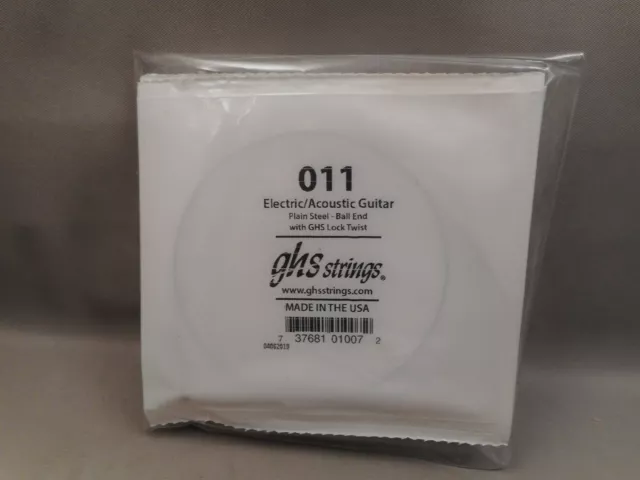 011
Electric/Acoustic Guitar
Plain Steel - Ball End
with GHS Lock Twist
ghs strings®
www.ghsstrings.com
MADE IN THE USA
7 37681 01007 2